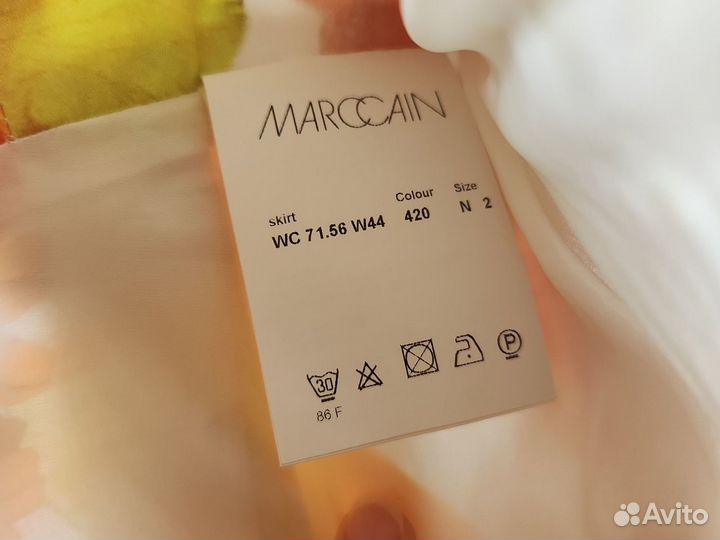 MARCCAIN
skirt Colour Size
WC 71.56 W44 420 N 2
30 P
86 F
Avito